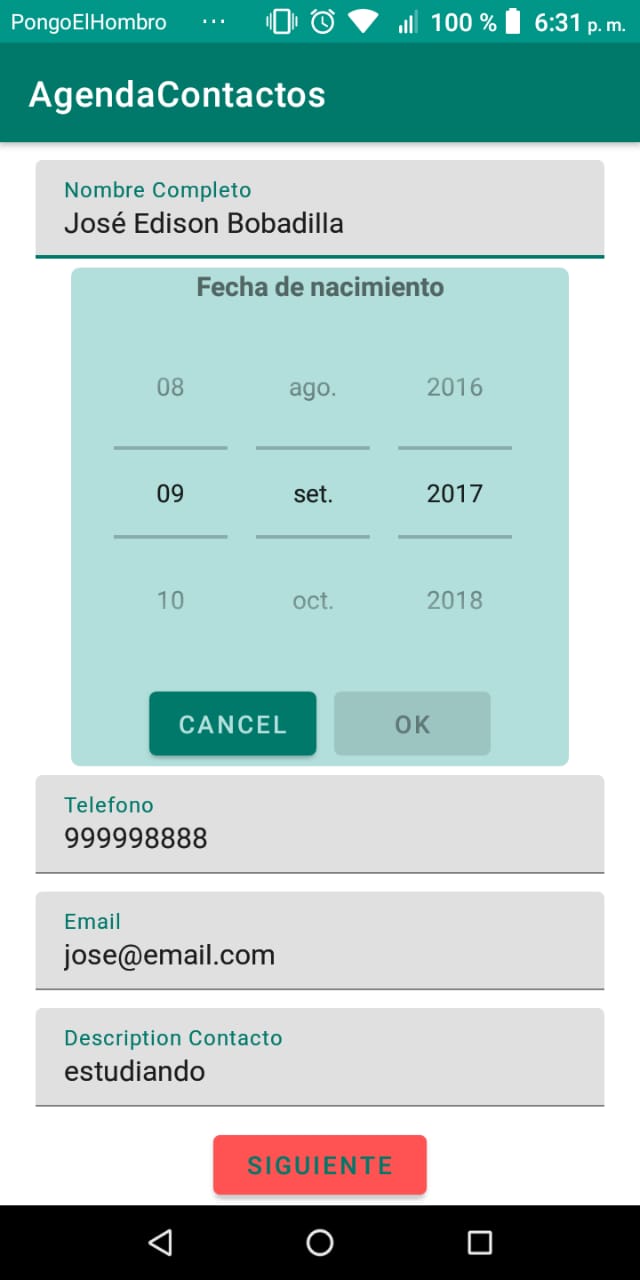 PongoElHombro ... 100 % 6:31 p. m.
AgendaContactos
Nombre Completo
José Edison Bobadilla
Fecha de nacimiento
08 ago. 2016
09 set. 2017
10 oct. 2018
CANCEL OK
Telefono
999998888
Email
jose@email.com
Description Contacto
estudiando
SIGUIENTE